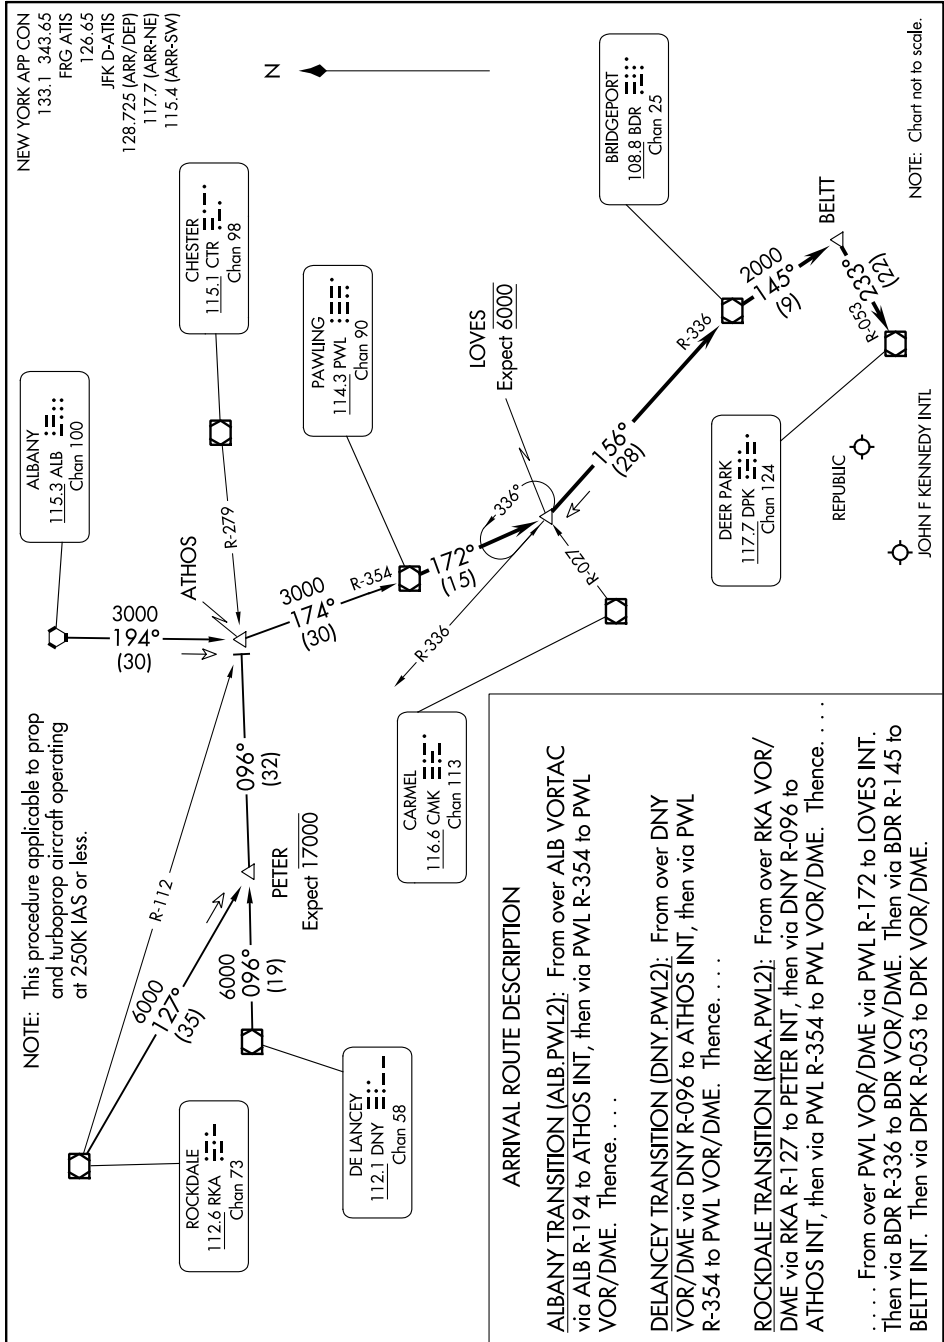 NEW YORK APP CON
133.1 343.65
FRG ATIS
126.65
JFK D-ATIS
128.725 (ARR/DEP)
117.7 (ARR-NE)
115.4 (ARR-SW)
N
NOTE: This procedure applicable to prop
and turboprop aircraft operating
at 250K IAS or less.
ALBANY
115.3 ALB
Chan 100
CHESTER
115.1 CTR
Chan 98
PAWLING
114.3 PWL
Chan 90
BRIDGEPORT
108.8 BDR
Chan 25
ROCKDALE
112.6 RKA
Chan 73
DE LANCEY
112.1 DNY
Chan 58
CARMEL
116.6 CMK
Chan 113
DEER PARK
117.7 DPK
Chan 124
3000
194°
(30)
ATHOS
R-279
R-112
6000
127°
(35)
6000
096°
(19)
PETER
Expect 17000
096°
(32)
3000
174°
(30)
R-354
172°
(15)
336°
R-336
R-027
LOVES
Expect 6000
156°
(28)
R-336
2000
145°
(9)
BELTT
R-053
233°
(22)
REPUBLIC
JOHN F KENNEDY INTL
NOTE: Chart not to scale.
ARRIVAL ROUTE DESCRIPTION
ALBANY TRANSITION (ALB.PWL2): From over ALB VORTAC
via ALB R-194 to ATHOS INT, then via PWL R-354 to PWL
VOR/DME. Thence. . . .
DELANCEY TRANSITION (DNY.PWL2): From over DNY
VOR/DME via DNY R-096 to ATHOS INT, then via PWL
R-354 to PWL VOR/DME. Thence. . . .
ROCKDALE TRANSITION (RKA.PWL2): From over RKA VOR/
DME via RKA R-127 to PETER INT, then via DNY R-096 to
ATHOS INT, then via PWL R-354 to PWL VOR/DME. Thence. . . .
. . . . From over PWL VOR/DME via PWL R-172 to LOVES INT.
Then via BDR R-336 to BDR VOR/DME. Then via BDR R-145 to
BELTT INT. Then via DPK R-053 to DPK VOR/DME.